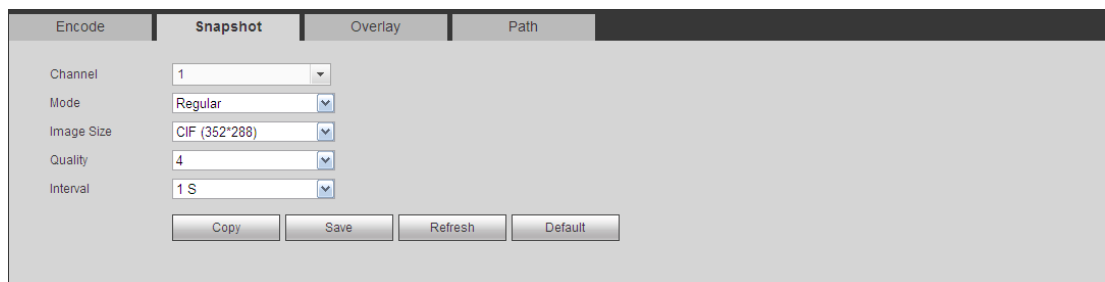 Encode Snapshot Overlay Path
Channel 1
Mode Regular
Image Size CIF (352*288)
Quality 4
Interval 1 S
Copy Save Refresh Default